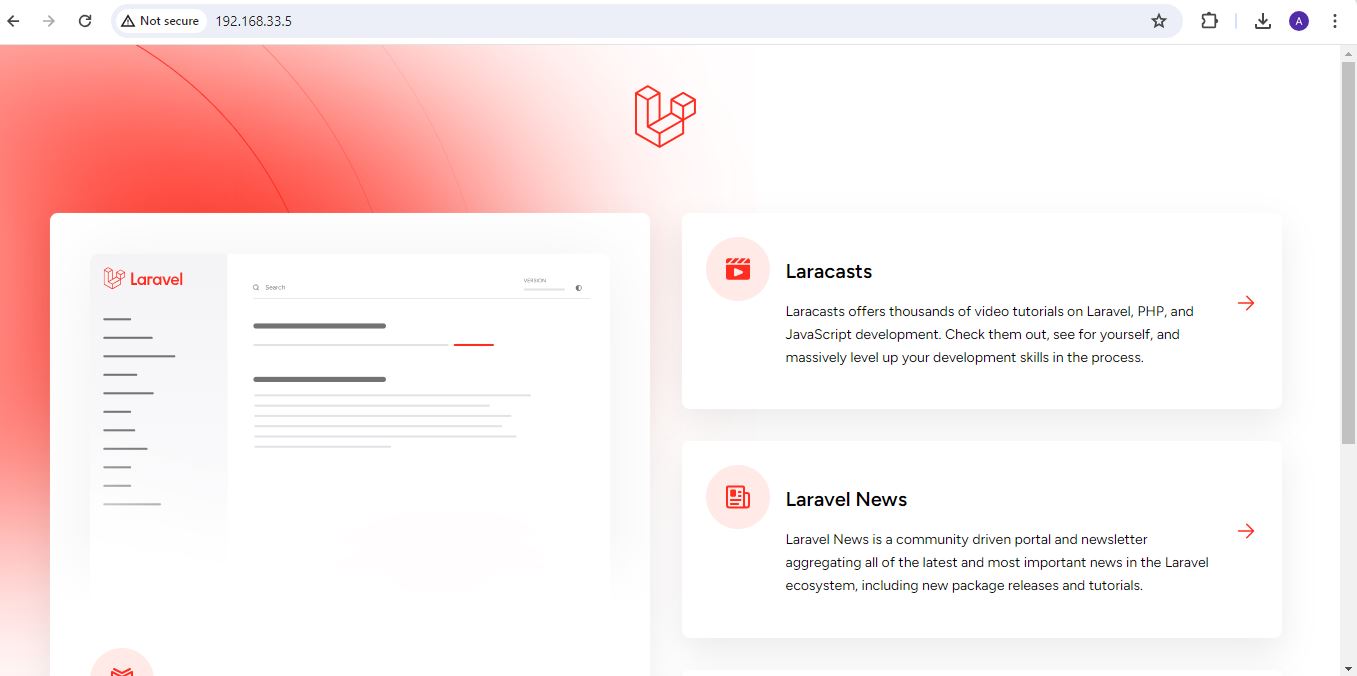 Not secure
192.168.33.5
A
Laravel
Search
VERSION
Laracasts
Laracasts offers thousands of video tutorials on Laravel, PHP, and
JavaScript development. Check them out, see for yourself, and
massively level up your development skills in the process.
Laravel News
Laravel News is a community driven portal and newsletter
aggregating all of the latest and most important news in the Laravel
ecosystem, including new package releases and tutorials.